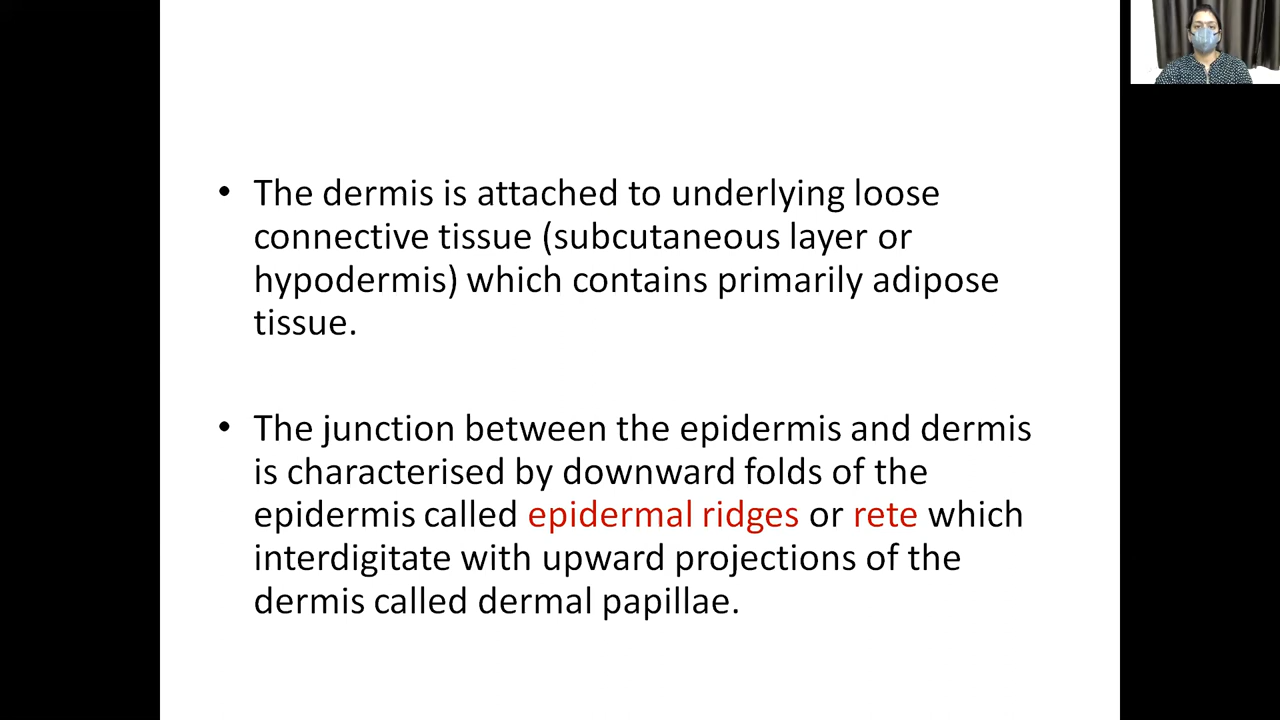 • The dermis is attached to underlying loose
connective tissue (subcutaneous layer or
hypodermis) which contains primarily adipose
tissue.
• The junction between the epidermis and dermis
is characterised by downward folds of the
epidermis called epidermal ridges or rete which
interdigitate with upward projections of the
dermis called dermal papillae.